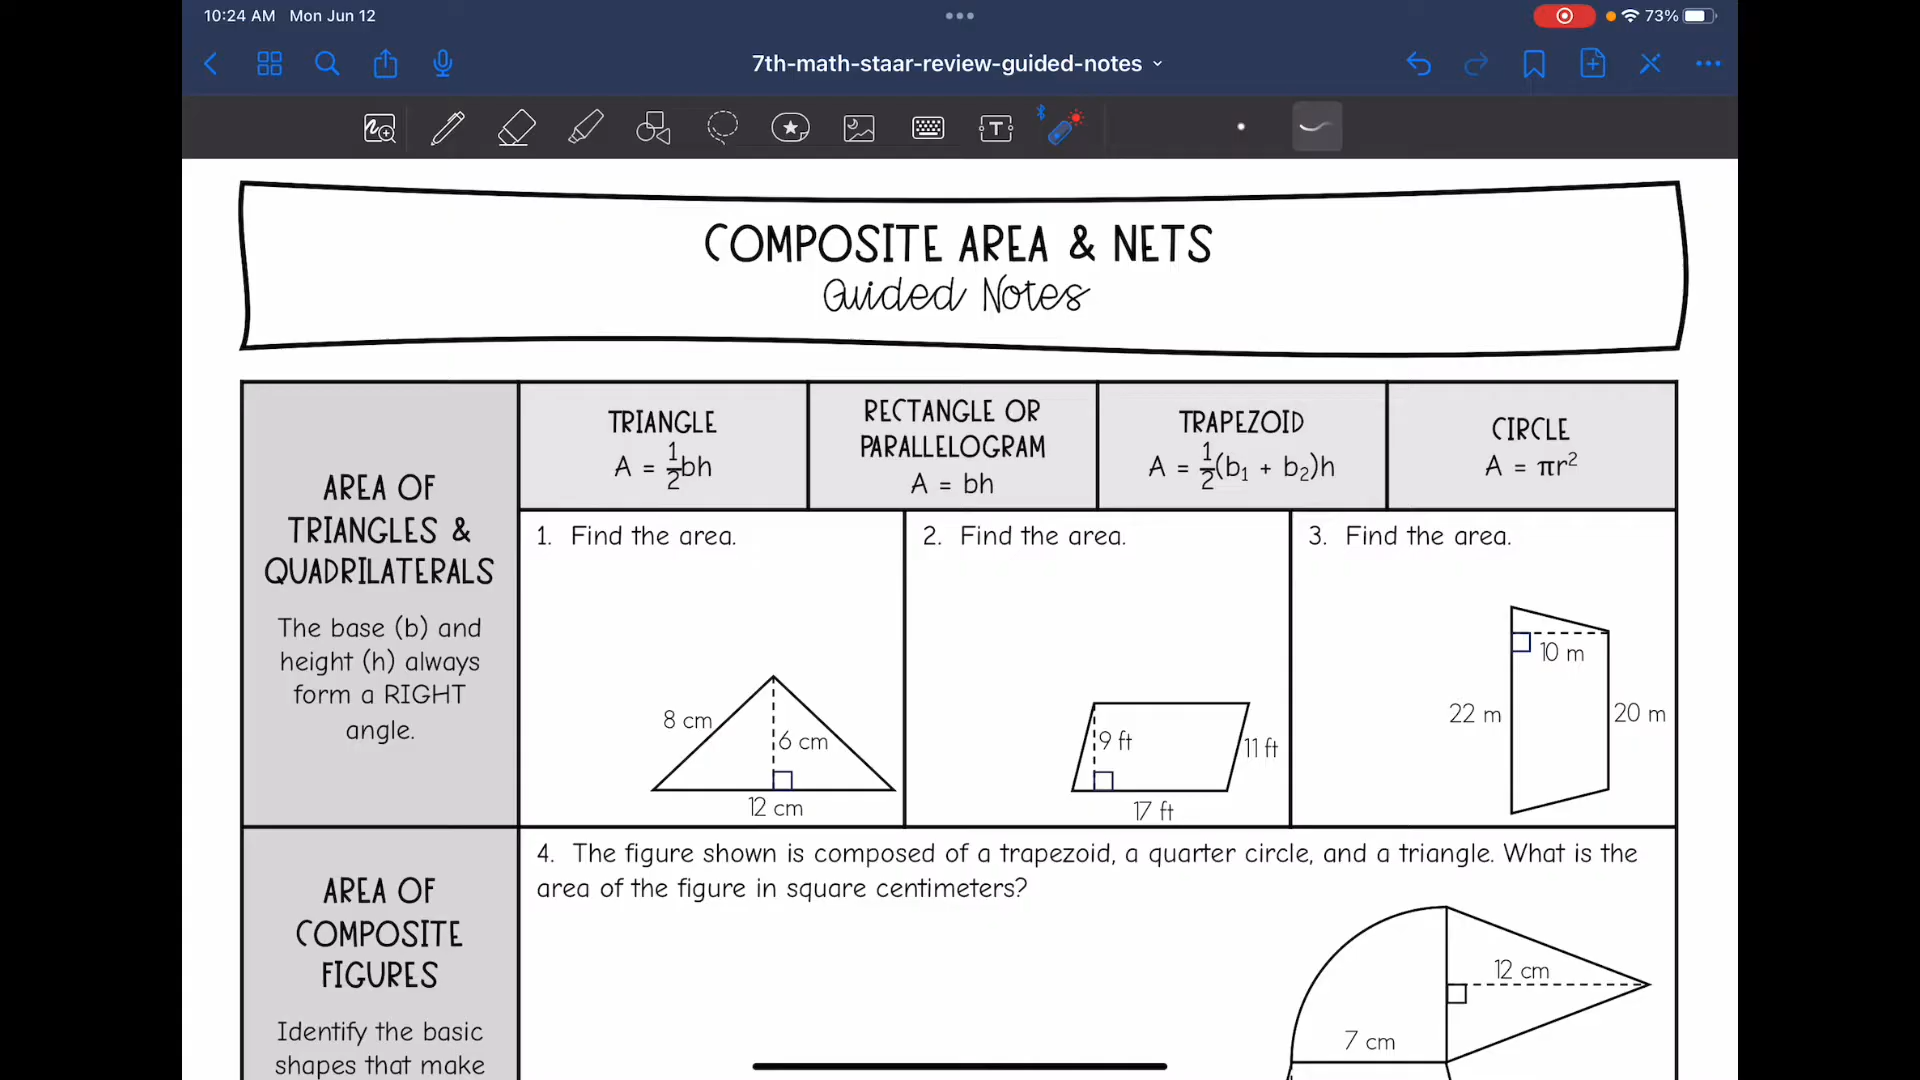 10:24 AM Mon Jun 12
73%
7th-math-staar-review-guided-notes
COMPOSITE AREA & NETS
Guided Notes
AREA OF
TRIANGLES &
QUADRILATERALS
The base (b) and
height (h) always
form a RIGHT
angle.
TRIANGLE
A = 1/2bh
RECTANGLE OR
PARALLELOGRAM
A = bh
TRAPEZOID
A = 1/2(b₁ + b₂)h
CIRCLE
A = πr²
1. Find the area.
8 cm
6 cm
12 cm
2. Find the area.
9 ft
11 ft
17 ft
3. Find the area.
10 m
22 m
20 m
AREA OF
COMPOSITE
FIGURES
Identify the basic
shapes that make
4. The figure shown is composed of a trapezoid, a quarter circle, and a triangle. What is the
area of the figure in square centimeters?
12 cm
7 cm